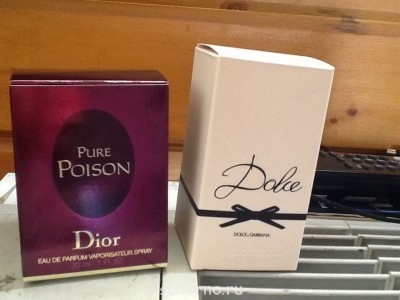 PURE
POISON
Dior
EAU DE PARFUM VAPORISATEUR SPRAY
Dolce
DOLCE & GABBANA